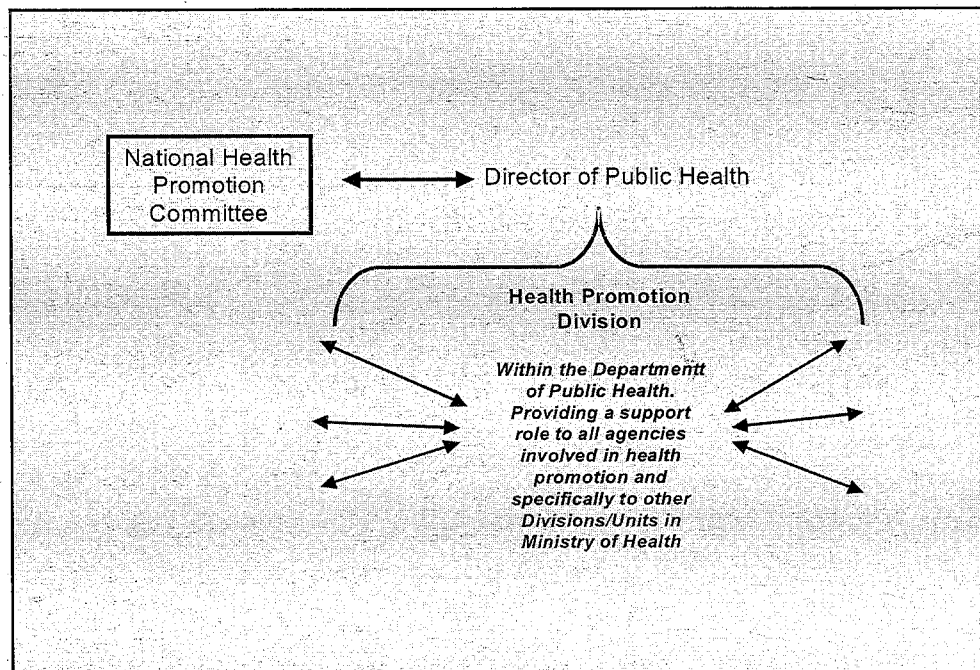 National Health
Promotion
Committee
Director of Public Health
Health Promotion
Division
Within the Departmentt
of Public Health.
Providing a support
role to all agencies
involved in health
promotion and
specifically to other
Divisions/Units in
Ministry of Health